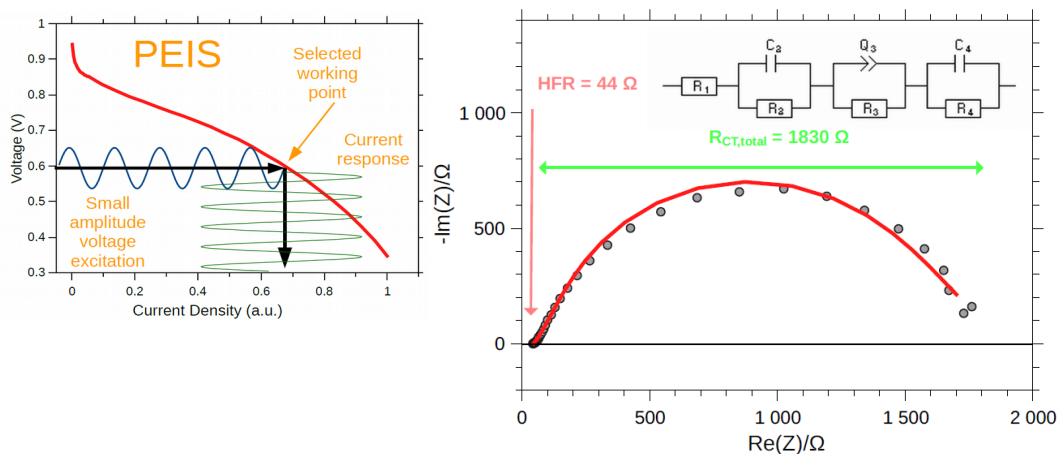 PEIS
Selected
working
point
Current
response
Small
amplitude
voltage
excitation
Voltage (V)
1
0.9
0.8
0.7
0.6
0.5
0.4
0.3
0
0.2
0.4
0.6
0.8
1
Current Density (a.u.)
HFR = 44 Ω
C2
Q3
C4
R1
R2
R3
R4
RCT,total = 1830 Ω
-Im(Z)/Ω
1 000
500
0
0
500
1 000
1 500
2 000
Re(Z)/Ω